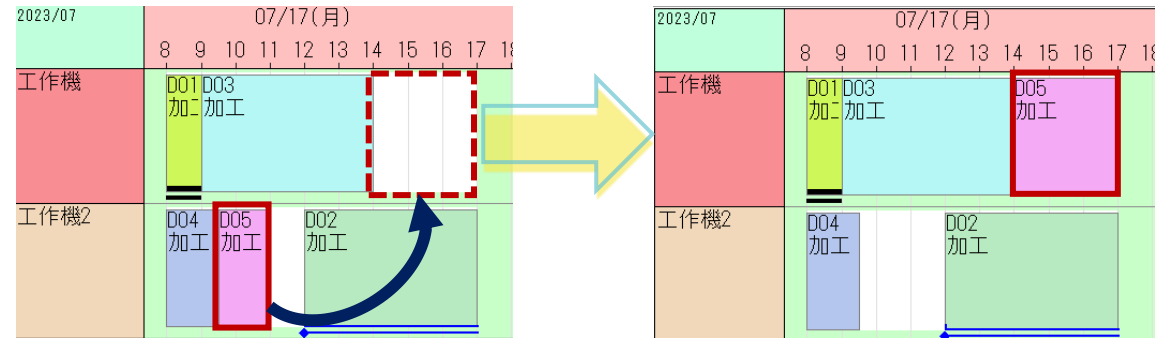 2023/07
07/17(月)
8 9 10 11 12 13 14 15 16 17
工作機
D01 D03
加 加工
工作機2
D04 D05 D02
加工 加工 加工
2023/07
07/17(月)
8 9 10 11 12 13 14 15 16 17 18
工作機
D01 D03 D05
加 加工 加工
工作機2
D04 D02
加工 加工